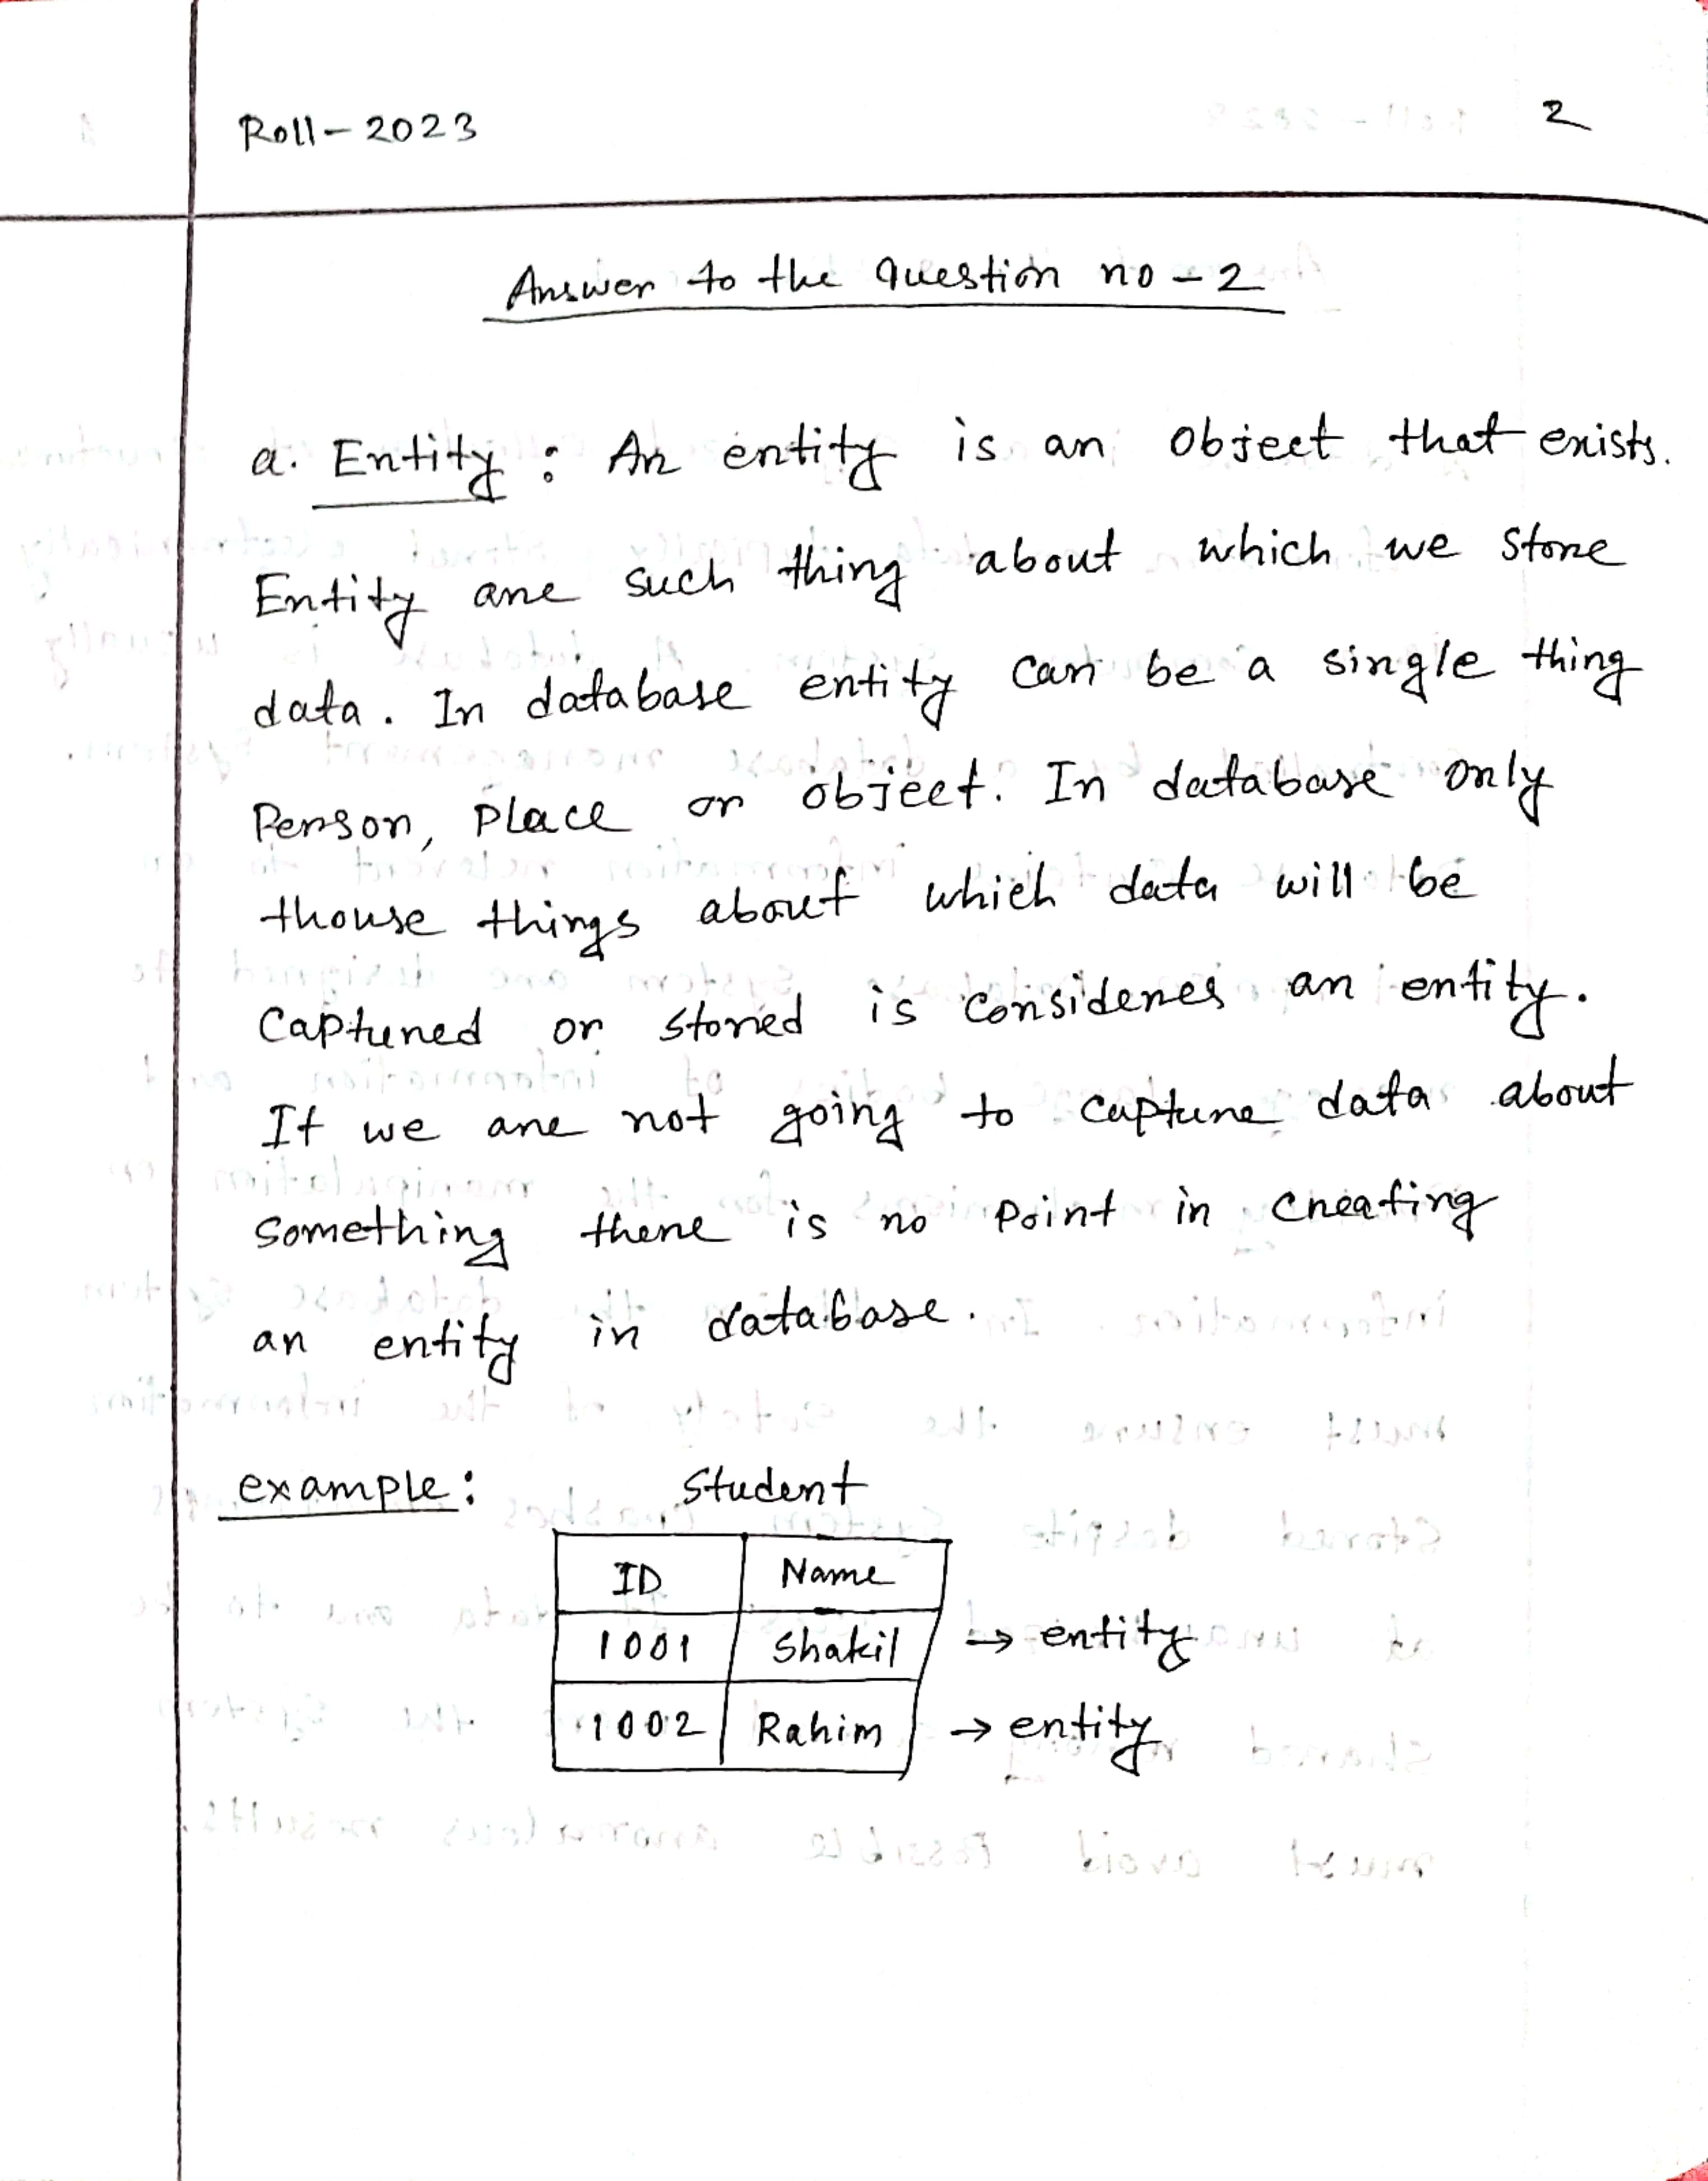 Roll-2023
2
Answer to the question no-2
a. Entity : An entity is an object that exists.
Entity are such thing about which we store
data. In database entity can be a single thing
Person, place or object. In database only
thouse things about which data will be
Captured or stored is consideres an entity.
If we are not going to capture data about
something there is no point in creating
an entity in database.
example: Student
ID Name
1001 Shakil → entity
1002 Rahim → entity